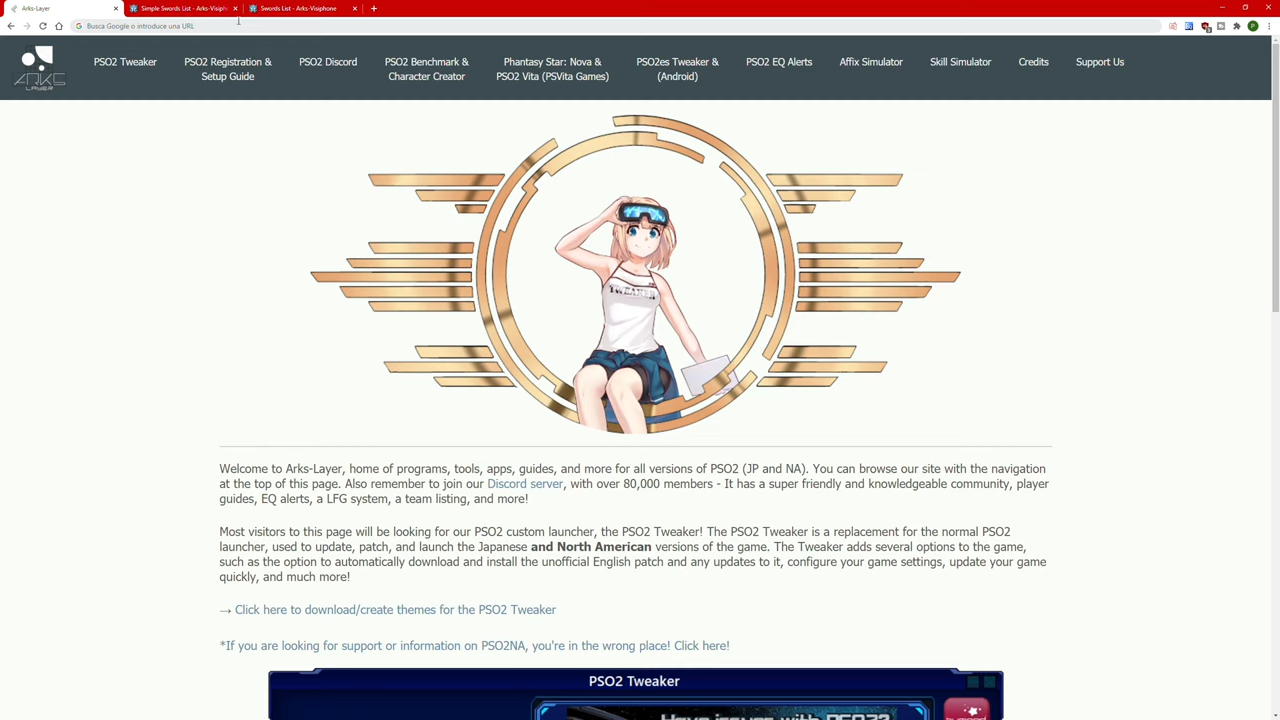 Arks-Layer
Simple Swords List - Arks-Visiph
Swords List - Arks-Visiphone
Busca Google o introduce una URL
ARKS
LAYER
PSO2 Tweaker
PSO2 Registration &
Setup Guide
PSO2 Discord
PSO2 Benchmark &
Character Creator
Phantasy Star: Nova &
PSO2 Vita (PSVita Games)
PSO2es Tweaker &
(Android)
PSO2 EQ Alerts
Affix Simulator
Skill Simulator
Credits
Support Us
TWEAKER
Welcome to Arks-Layer, home of programs, tools, apps, guides, and more for all versions of PSO2 (JP and NA). You can browse our site with the navigation
at the top of this page. Also remember to join our Discord server, with over 80,000 members - It has a super friendly and knowledgeable community, player
guides, EQ alerts, a LFG system, a team listing, and more!
Most visitors to this page will be looking for our PSO2 custom launcher, the PSO2 Tweaker! The PSO2 Tweaker is a replacement for the normal PSO2
launcher, used to update, patch, and launch the Japanese and North American versions of the game. The Tweaker adds several options to the game,
such as the option to automatically download and install the unofficial English patch and any updates to it, configure your game settings, update your game
quickly, and much more!
→ Click here to download/create themes for the PSO2 Tweaker
*If you are looking for support or information on PSO2NA, you're in the wrong place! Click here!
PSO2 Tweaker
Have issues with PSO2?